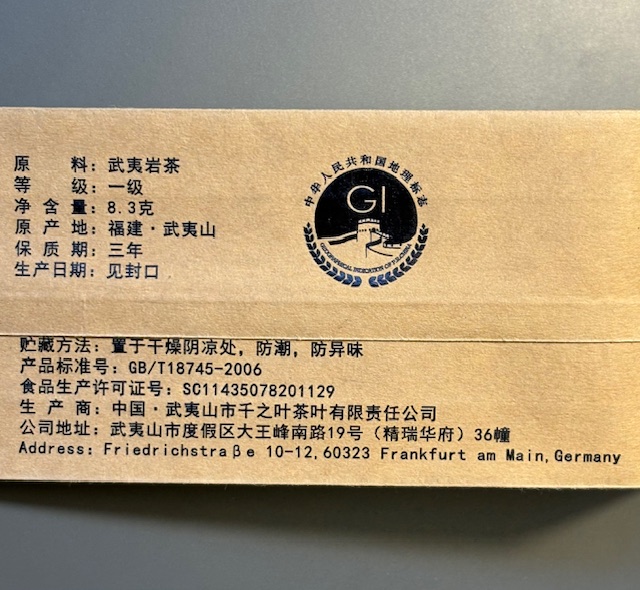 原　　料：武夷岩茶
等　　级：一级
净 含 量：8.3克
原 产 地：福建·武夷山
保 质 期：三年
生产日期：见封口
中华人民共和国地理标志
GI
GEOGRAPHICAL INDICATION OF P.R.CHINA
贮藏方法：置于干燥阴凉处，防潮，防异味
产品标准号：GB/T18745-2006
食品生产许可证号：SC11435078201129
生 产 商：中国·武夷山市千之叶茶叶有限责任公司
公司地址：武夷山市度假区大王峰南路19号（精瑞华府）36幢
Address: Friedrichstraβe 10-12,60323 Frankfurt am Main,Germany